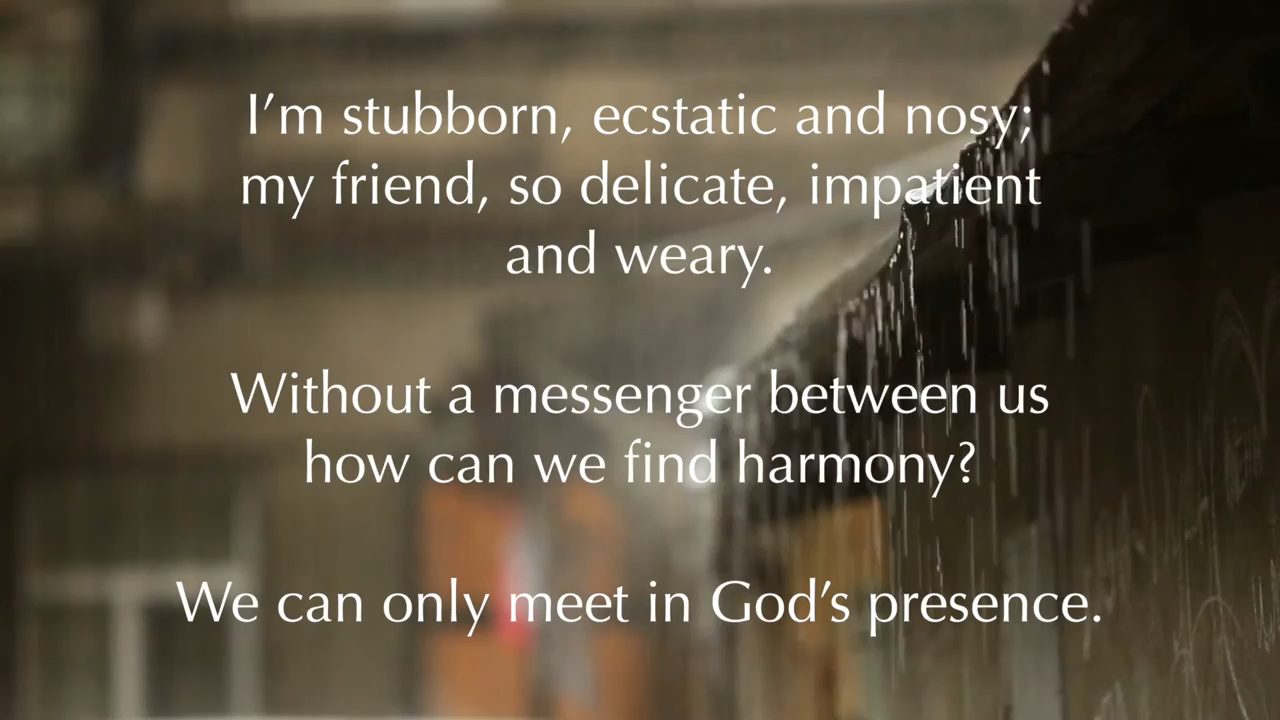 I’m stubborn, ecstatic and nosy;
my friend, so delicate, impatient
and weary.
Without a messenger between us
how can we find harmony?
We can only meet in God’s presence.